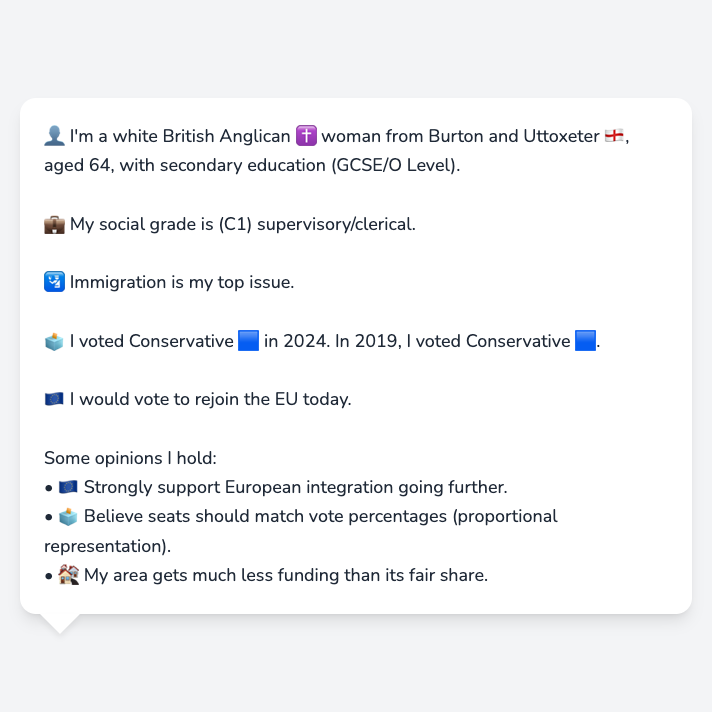 👤 I'm a white British Anglican ✝️ woman from Burton and Uttoxeter 🏴󠁧󠁢󠁥󠁮󠁧󠁿,
aged 64, with secondary education (GCSE/O Level).
💼 My social grade is (C1) supervisory/clerical.
🛂 Immigration is my top issue.
🗳️ I voted Conservative 🟦 in 2024. In 2019, I voted Conservative 🟦.
🇪🇺 I would vote to rejoin the EU today.
Some opinions I hold:
• 🇪🇺 Strongly support European integration going further.
• 🗳️ Believe seats should match vote percentages (proportional
representation).
• 🏘️ My area gets much less funding than its fair share.